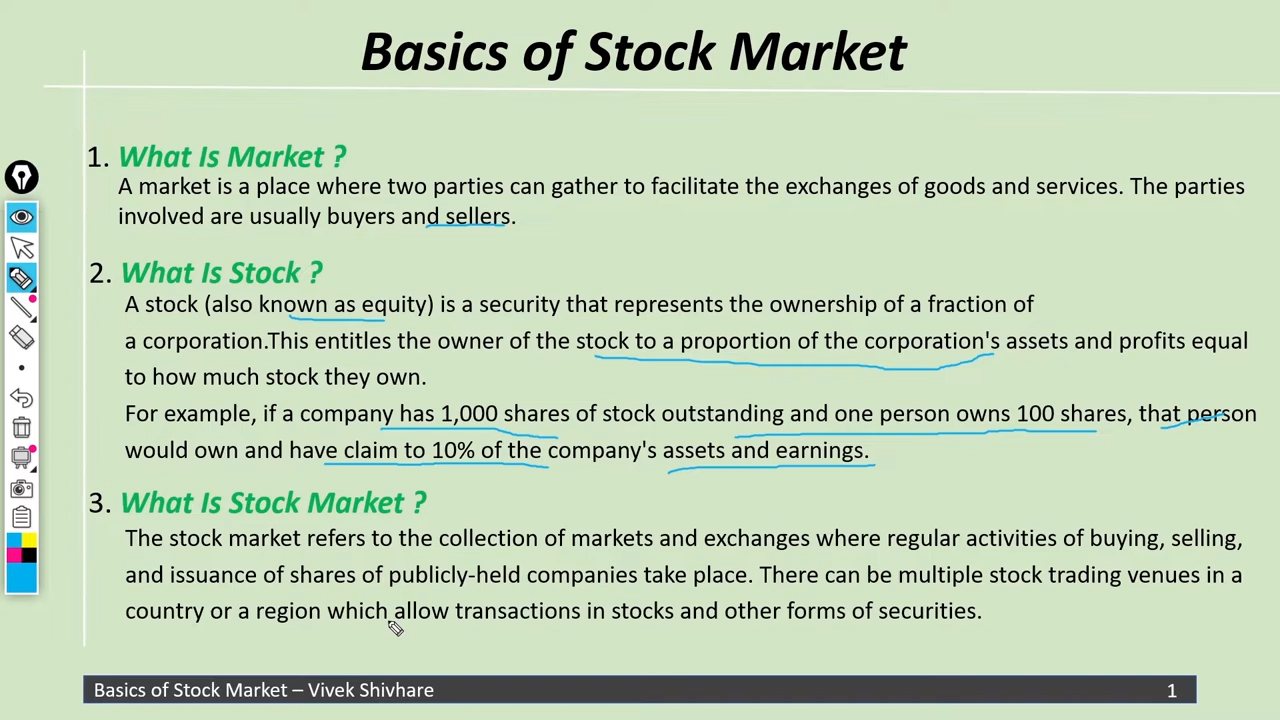 Basics of Stock Market
1. What Is Market ?
A market is a place where two parties can gather to facilitate the exchanges of goods and services. The parties
involved are usually buyers and sellers.
2. What Is Stock ?
A stock (also known as equity) is a security that represents the ownership of a fraction of
a corporation.This entitles the owner of the stock to a proportion of the corporation's assets and profits equal
to how much stock they own.
For example, if a company has 1,000 shares of stock outstanding and one person owns 100 shares, that person
would own and have claim to 10% of the company's assets and earnings.
3. What Is Stock Market ?
The stock market refers to the collection of markets and exchanges where regular activities of buying, selling,
and issuance of shares of publicly-held companies take place. There can be multiple stock trading venues in a
country or a region which allow transactions in stocks and other forms of securities.
Basics of Stock Market – Vivek Shivhare 1